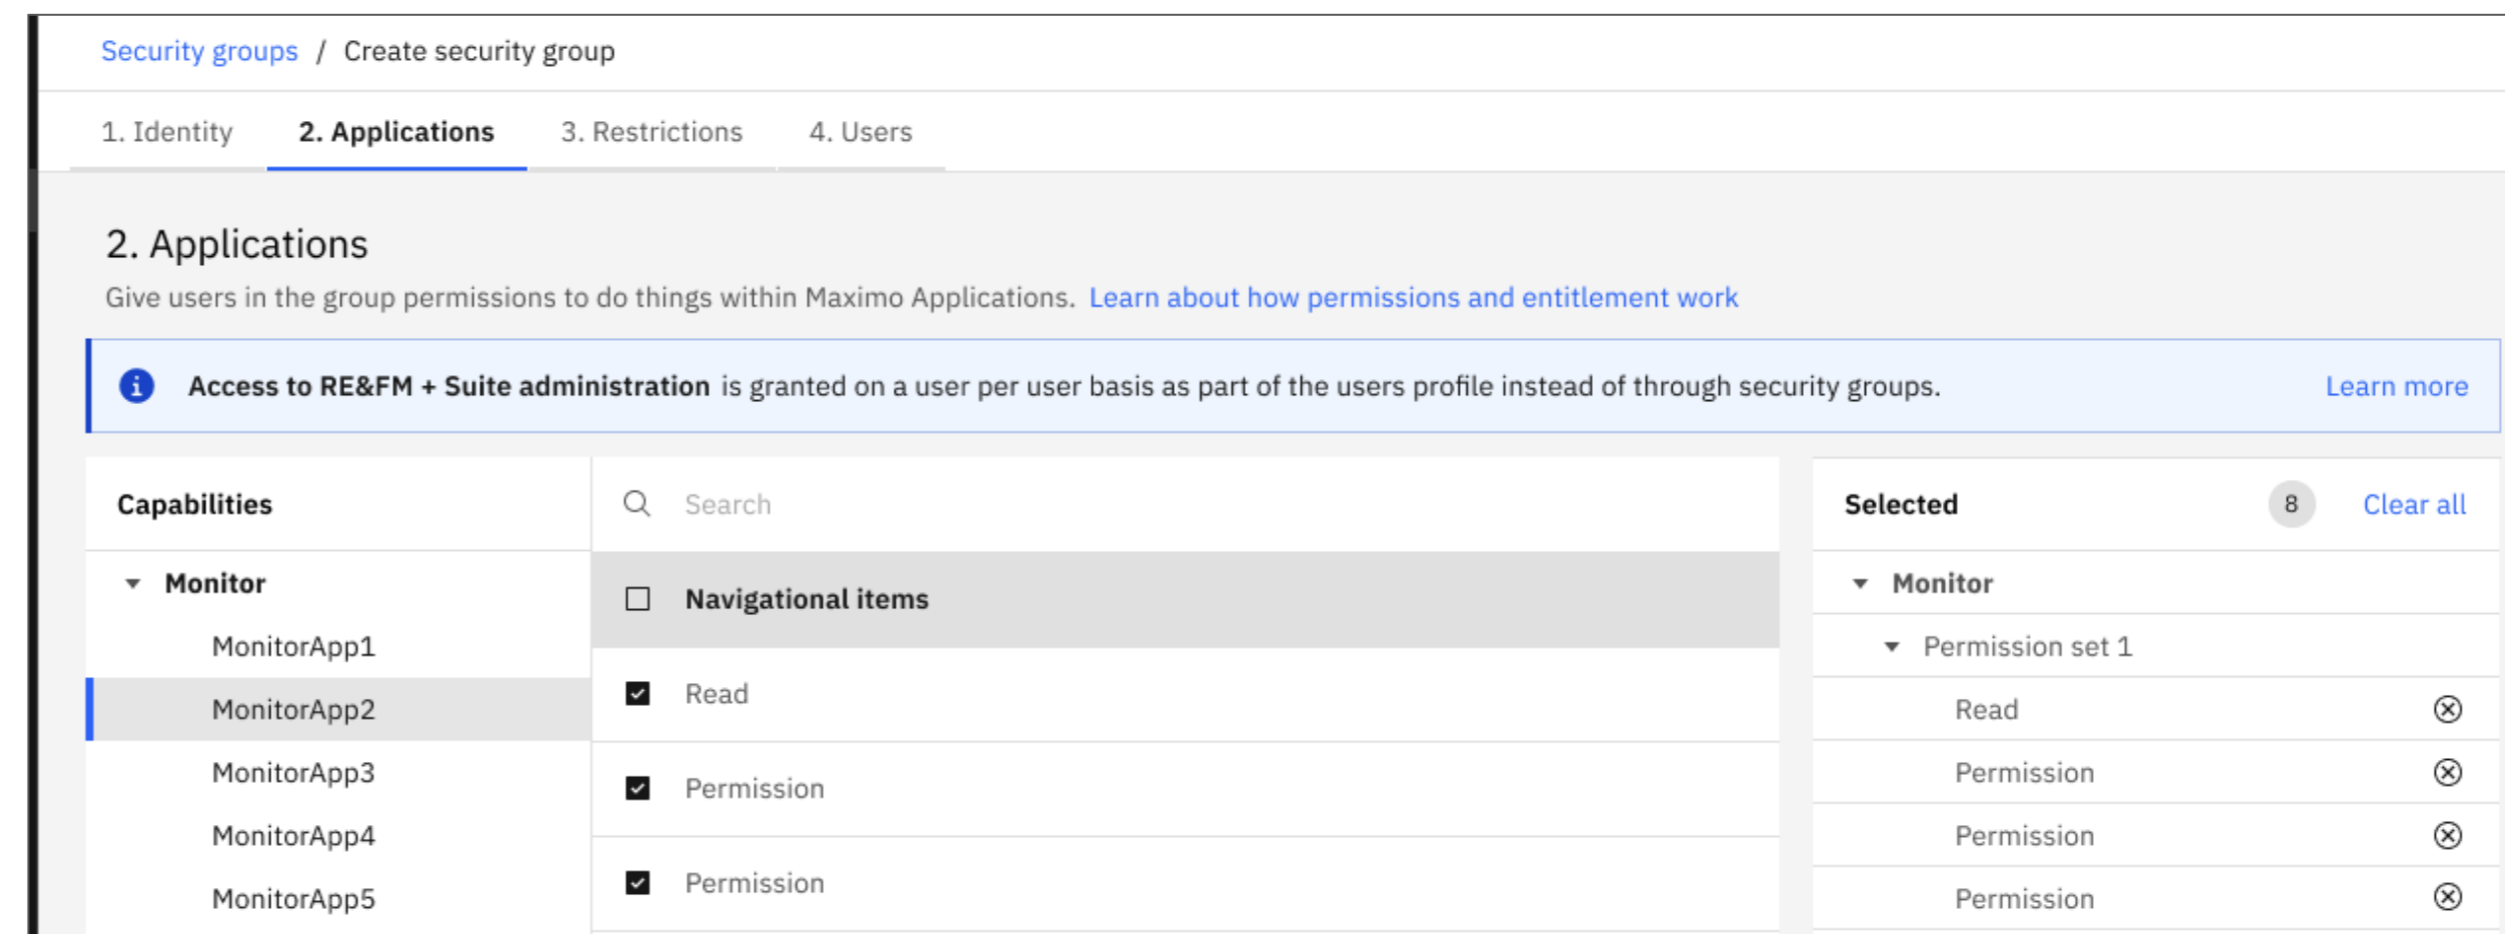 Security groups / Create security group
1. Identity 2. Applications 3. Restrictions 4. Users
2. Applications
Give users in the group permissions to do things within Maximo Applications. Learn about how permissions and entitlement work
Access to RE&FM + Suite administration is granted on a user per user basis as part of the users profile instead of through security groups. Learn more
Capabilities
Monitor
MonitorApp1
MonitorApp2
MonitorApp3
MonitorApp4
MonitorApp5
Search
Navigational items
Read
Permission
Permission
Selected 8 Clear all
Monitor
Permission set 1
Read
Permission
Permission
Permission